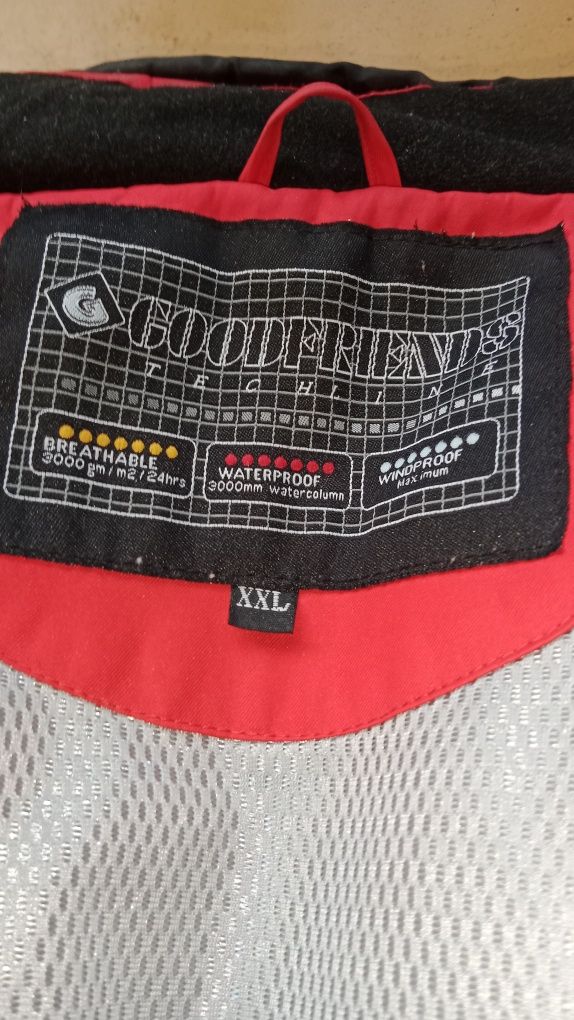 G
GOODFRIENDS
TECHLINE
BREATHABLE
3000 gm/m2/24hrs
WATERPROOF
3000mm Watercolumn
WINDPROOF
Maximum
XXL